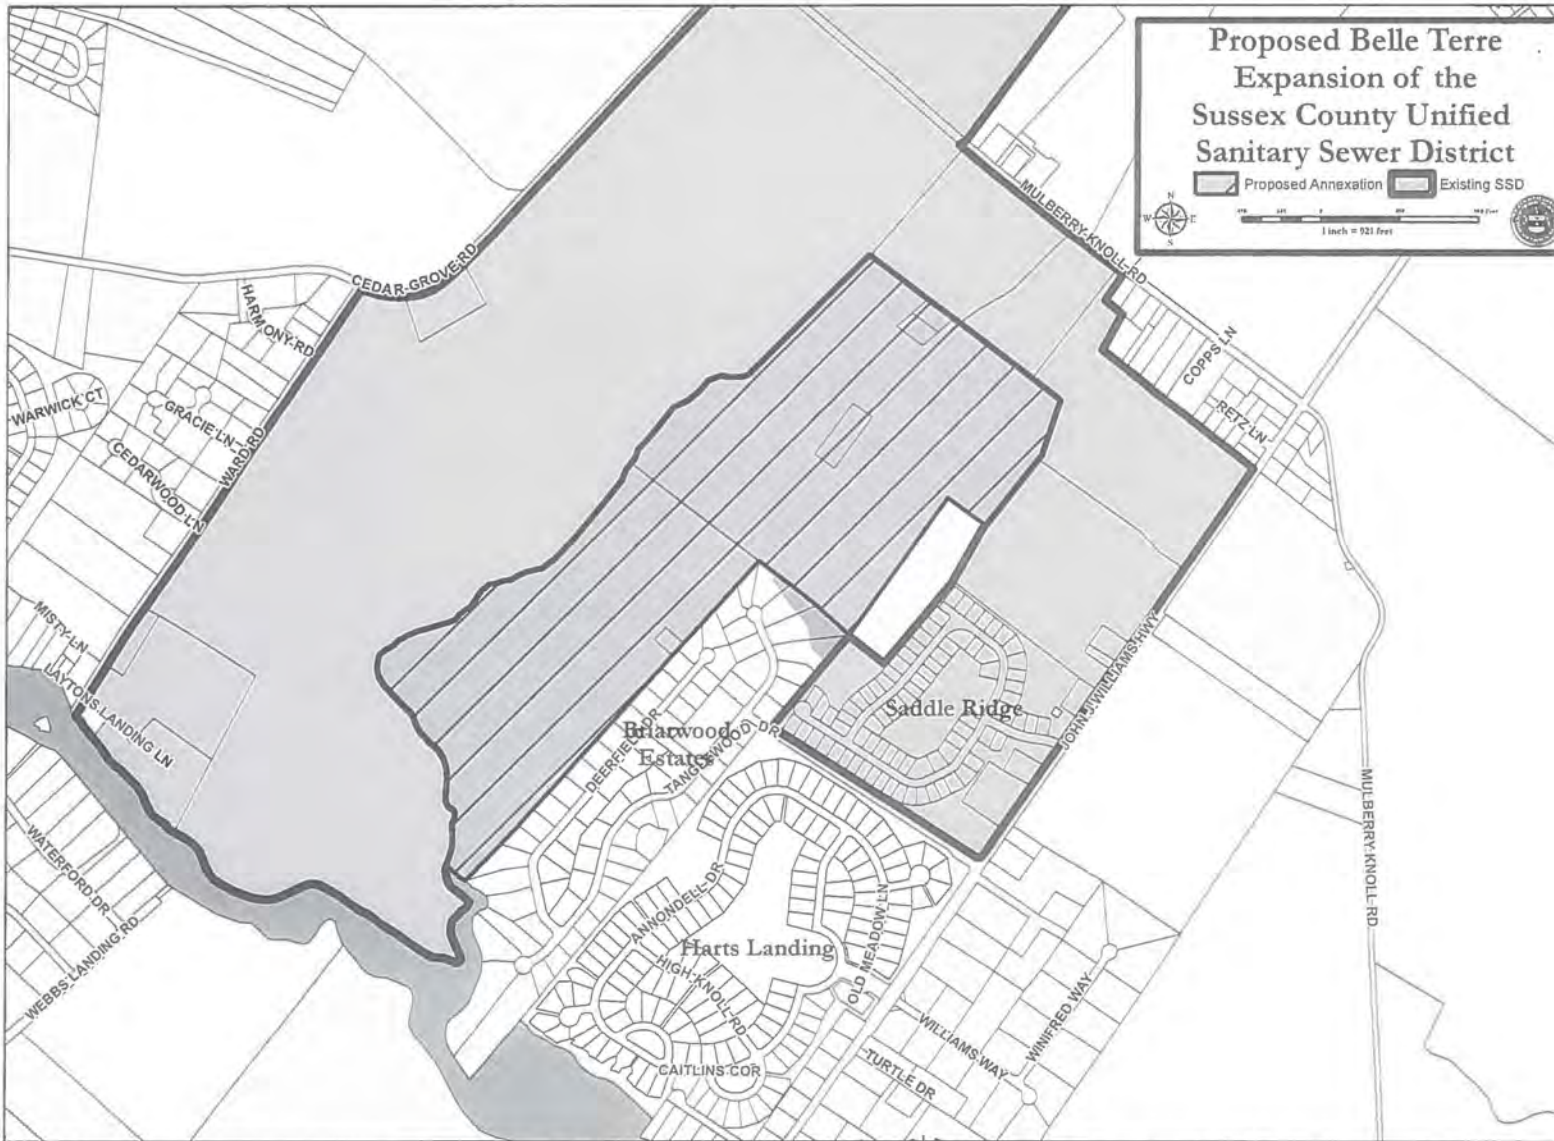 Proposed Belle Terre
Expansion of the
Sussex County Unified
Sanitary Sewer District
Proposed Annexation
Existing SSD
N
W
E
S
1 inch = 921 feet
MULBERRY KNOLL RD
CEDAR GROVE RD
HARMONY RD
WARWICK CT
GRACIE LN
CEDARWOOD LN
WARD RD
COPPS LN
RETZ LN
MISTY LN
LAYTONS LANDING LN
JOHN J WILLIAMS HWY
Saddle Ridge
Briarwood
Estates
DEERFIELD DR
TANGLEWOOD DR
MULBERRY KNOLL RD
WATERFORD DR
WEBBS LANDING RD
ANNONDELL DR
OLD MEADOW LN
Harts Landing
HIGH KNOLL RD
WILLIAMS WAY
WINIFRED WAY
TURTLE DR
CAITLINS COR